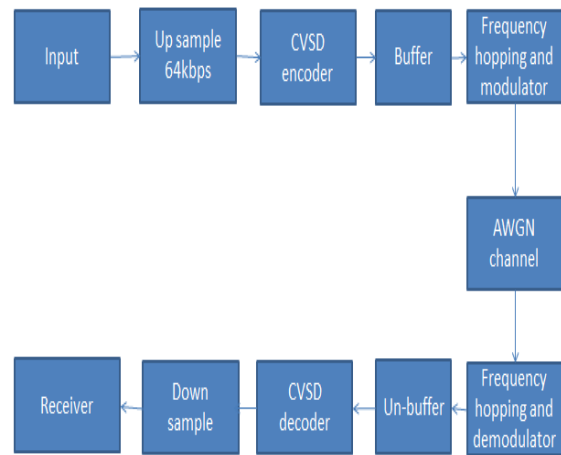 Input
Up sample
64kbps
CVSD
encoder
Buffer
Frequency
hopping and
modulator
AWGN
channel
Frequency
hopping and
demodulator
Un-buffer
CVSD
decoder
Down
sample
Receiver